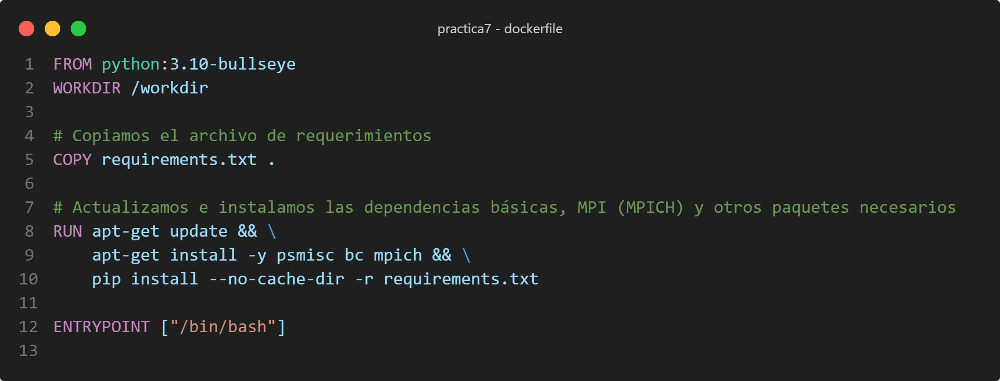 practica7 - dockerfile
1 FROM python:3.10-bullseye
2 WORKDIR /workdir
3
4 # Copiamos el archivo de requerimientos
5 COPY requirements.txt .
6
7 # Actualizamos e instalamos las dependencias básicas, MPI (MPICH) y otros paquetes necesarios
8 RUN apt-get update && \
9     apt-get install -y psmisc bc mpich && \
10     pip install --no-cache-dir -r requirements.txt
11
12 ENTRYPOINT ["/bin/bash"]
13